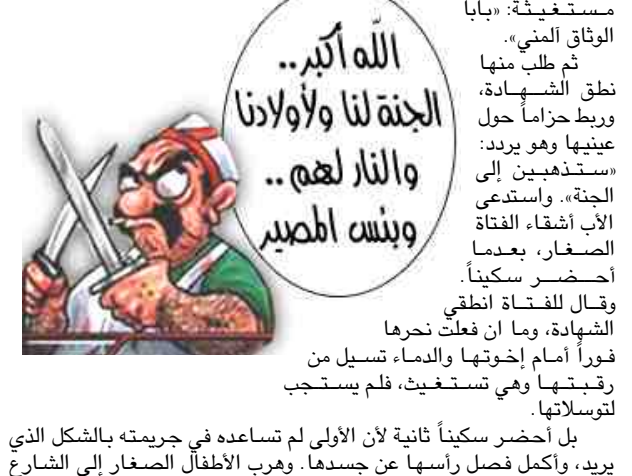 مستغيثة: «بابا
الوثاق آلمني».
ثم طلب منها
نطق الشهادة،
وربط حزاماً حول
عينيها وهو يردد:
«ستذهبين إلى
الجنة». واستدعى
الأب أشقاء الفتاة
الصغار، بعدما
أحضر سكيناً.
وقال للفتاة انطقي
الشهادة، وما ان فعلت نحرها
فوراً أمام إخوتها والدماء تسيل من
رقبتها وهي تستغيث، فلم يستجب
لتوسلاتها.
بل أحضر سكيناً ثانية لأن الأولى لم تساعده في جريمته بالشكل الذي
يريد، وأكمل فصل رأسها عن جسدها. وهرب الأطفال الصغار إلى الشارع
الله أكبر..
الجنة لنا ولأولادنا
والنار لهم..
وبئس المصير